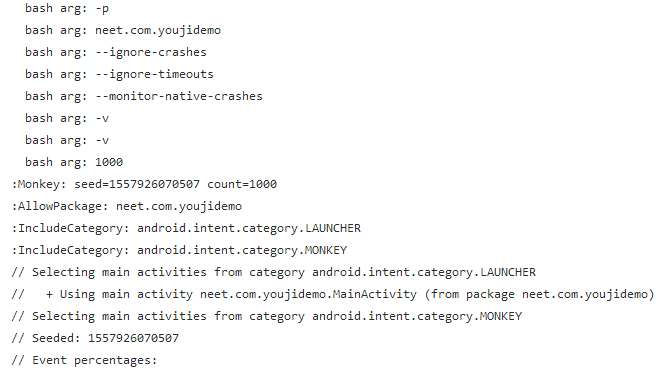 bash arg: -p
bash arg: neet.com.youjidemo
bash arg: --ignore-crashes
bash arg: --ignore-timeouts
bash arg: --monitor-native-crashes
bash arg: -v
bash arg: -v
bash arg: 1000
:Monkey: seed=1557926070507 count=1000
:AllowPackage: neet.com.youjidemo
:IncludeCategory: android.intent.category.LAUNCHER
:IncludeCategory: android.intent.category.MONKEY
// Selecting main activities from category android.intent.category.LAUNCHER
//   + Using main activity neet.com.youjidemo.MainActivity (from package neet.com.youjidemo)
// Selecting main activities from category android.intent.category.MONKEY
// Seeded: 1557926070507
// Event percentages: